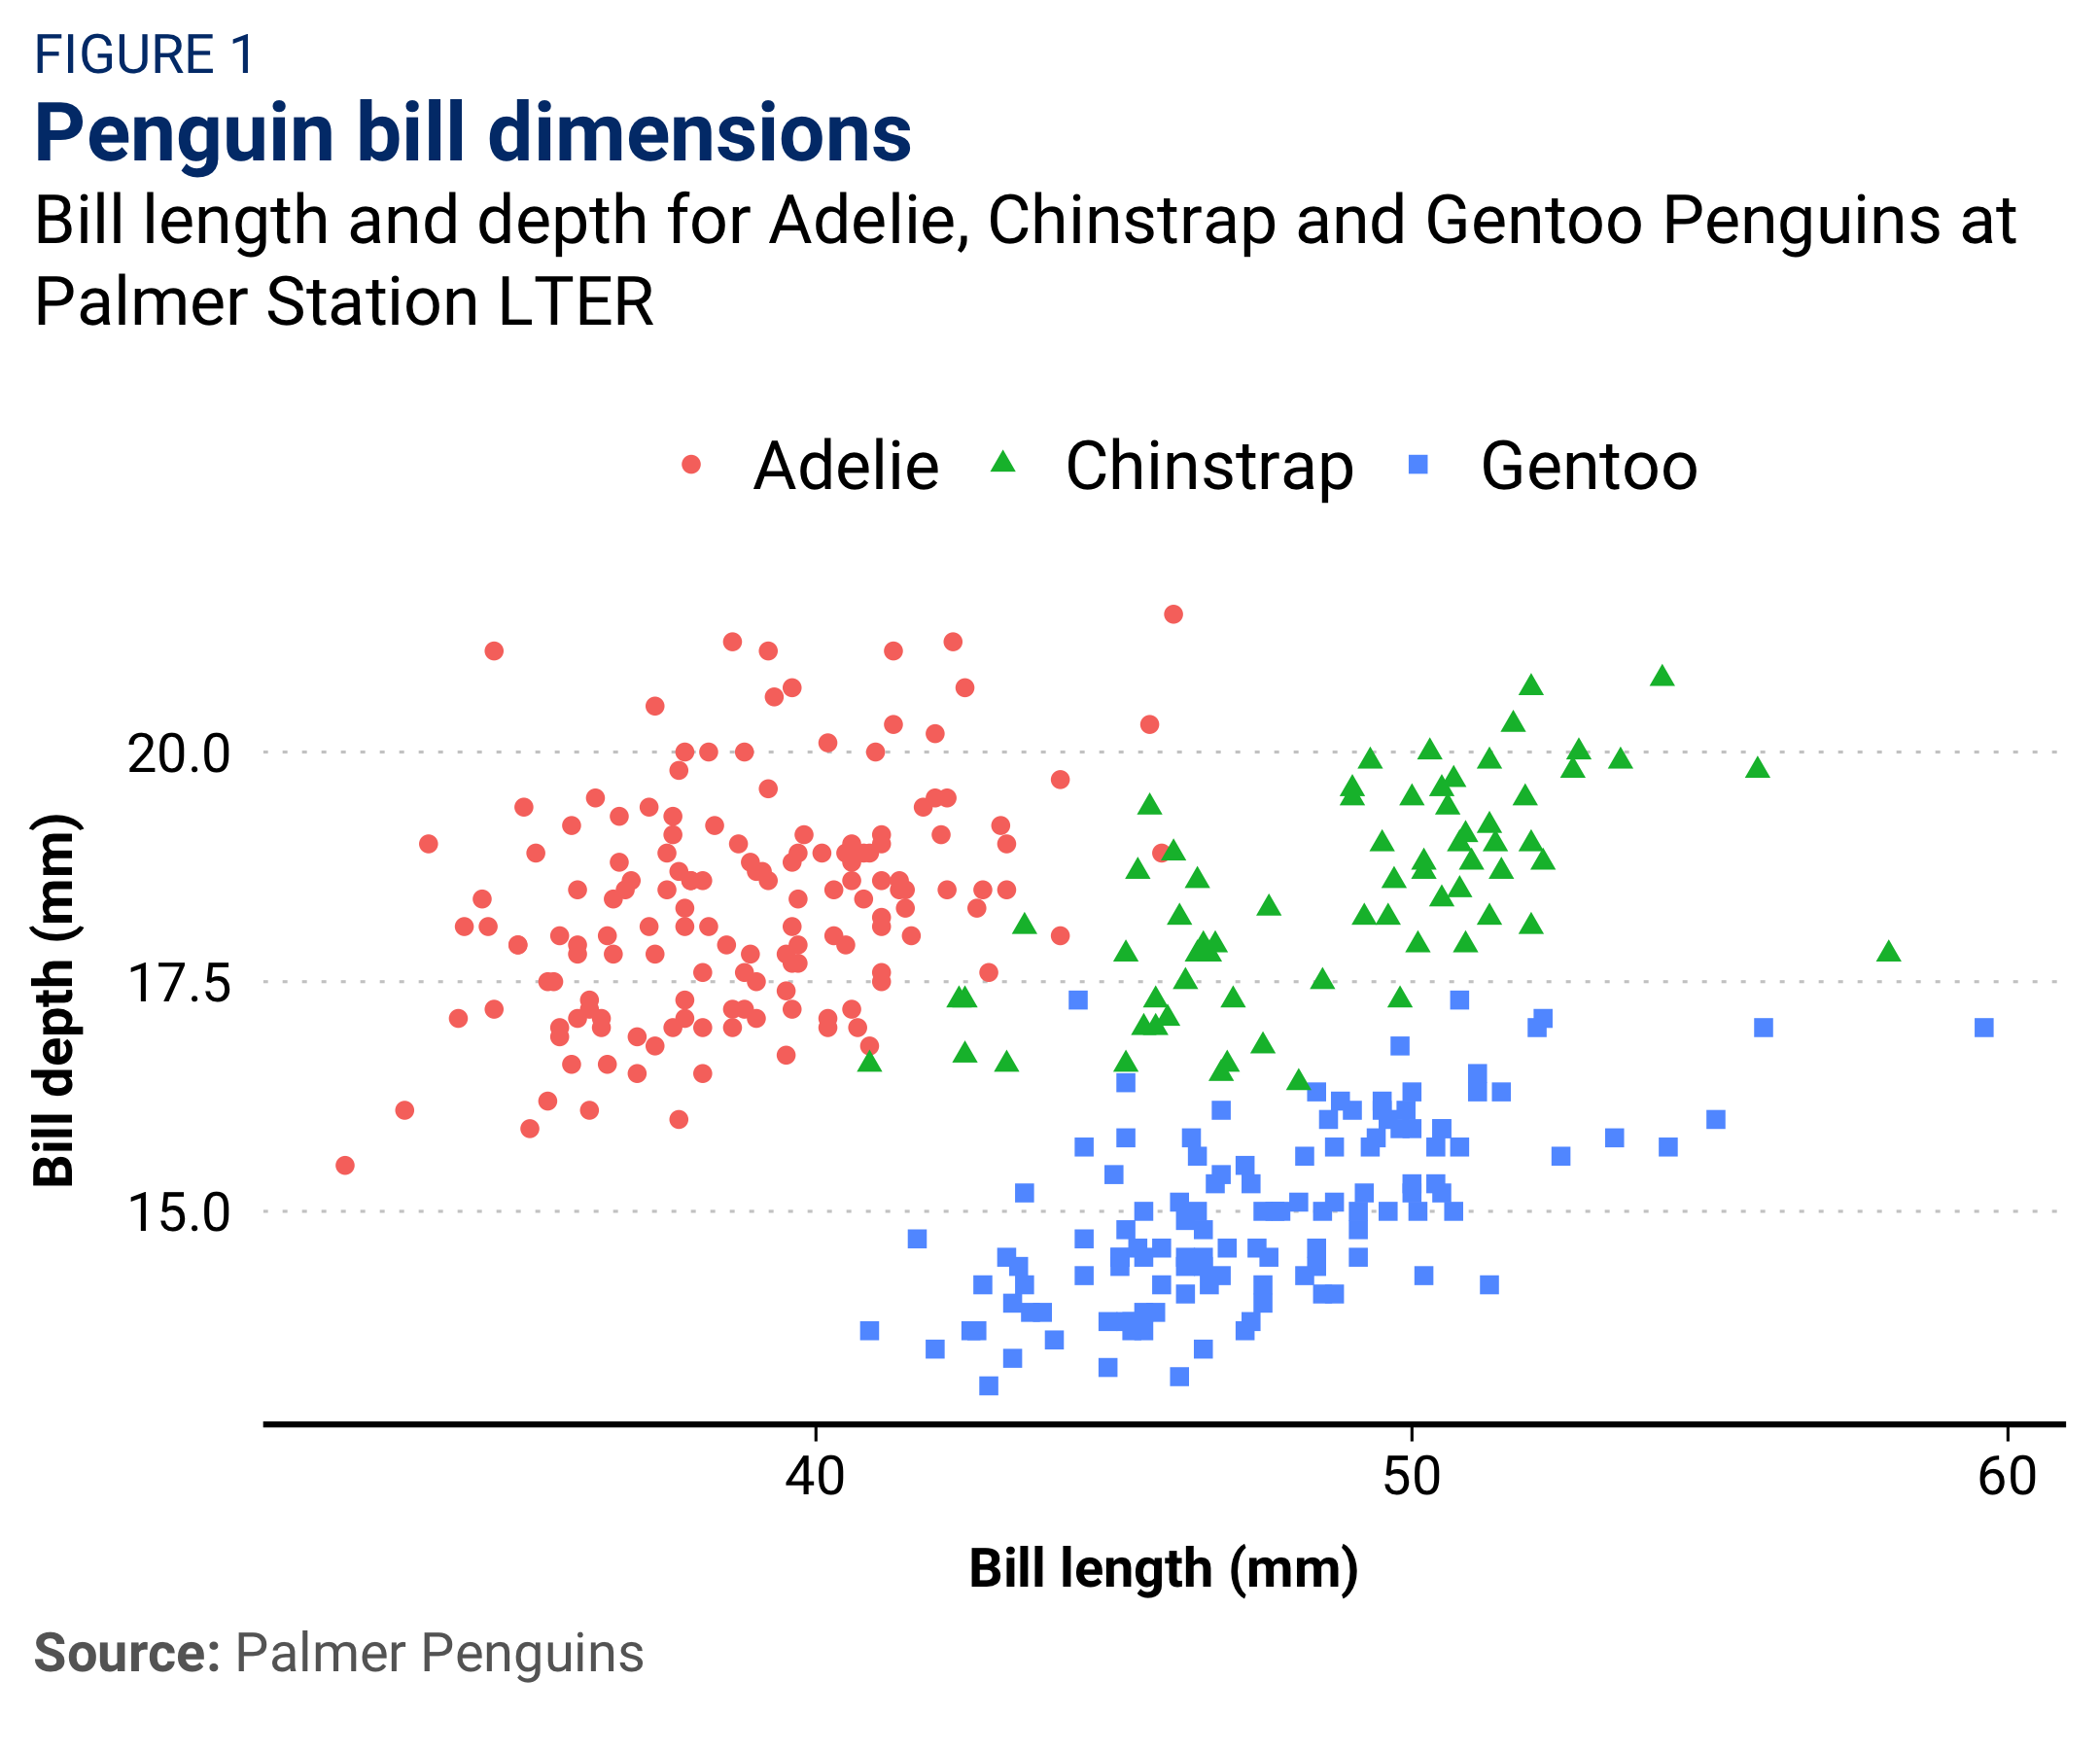 FIGURE 1
Penguin bill dimensions
Bill length and depth for Adelie, Chinstrap and Gentoo Penguins at
Palmer Station LTER
Adelie Chinstrap Gentoo
20.0
17.5
15.0
Bill depth (mm)
40 50 60
Bill length (mm)
Source: Palmer Penguins